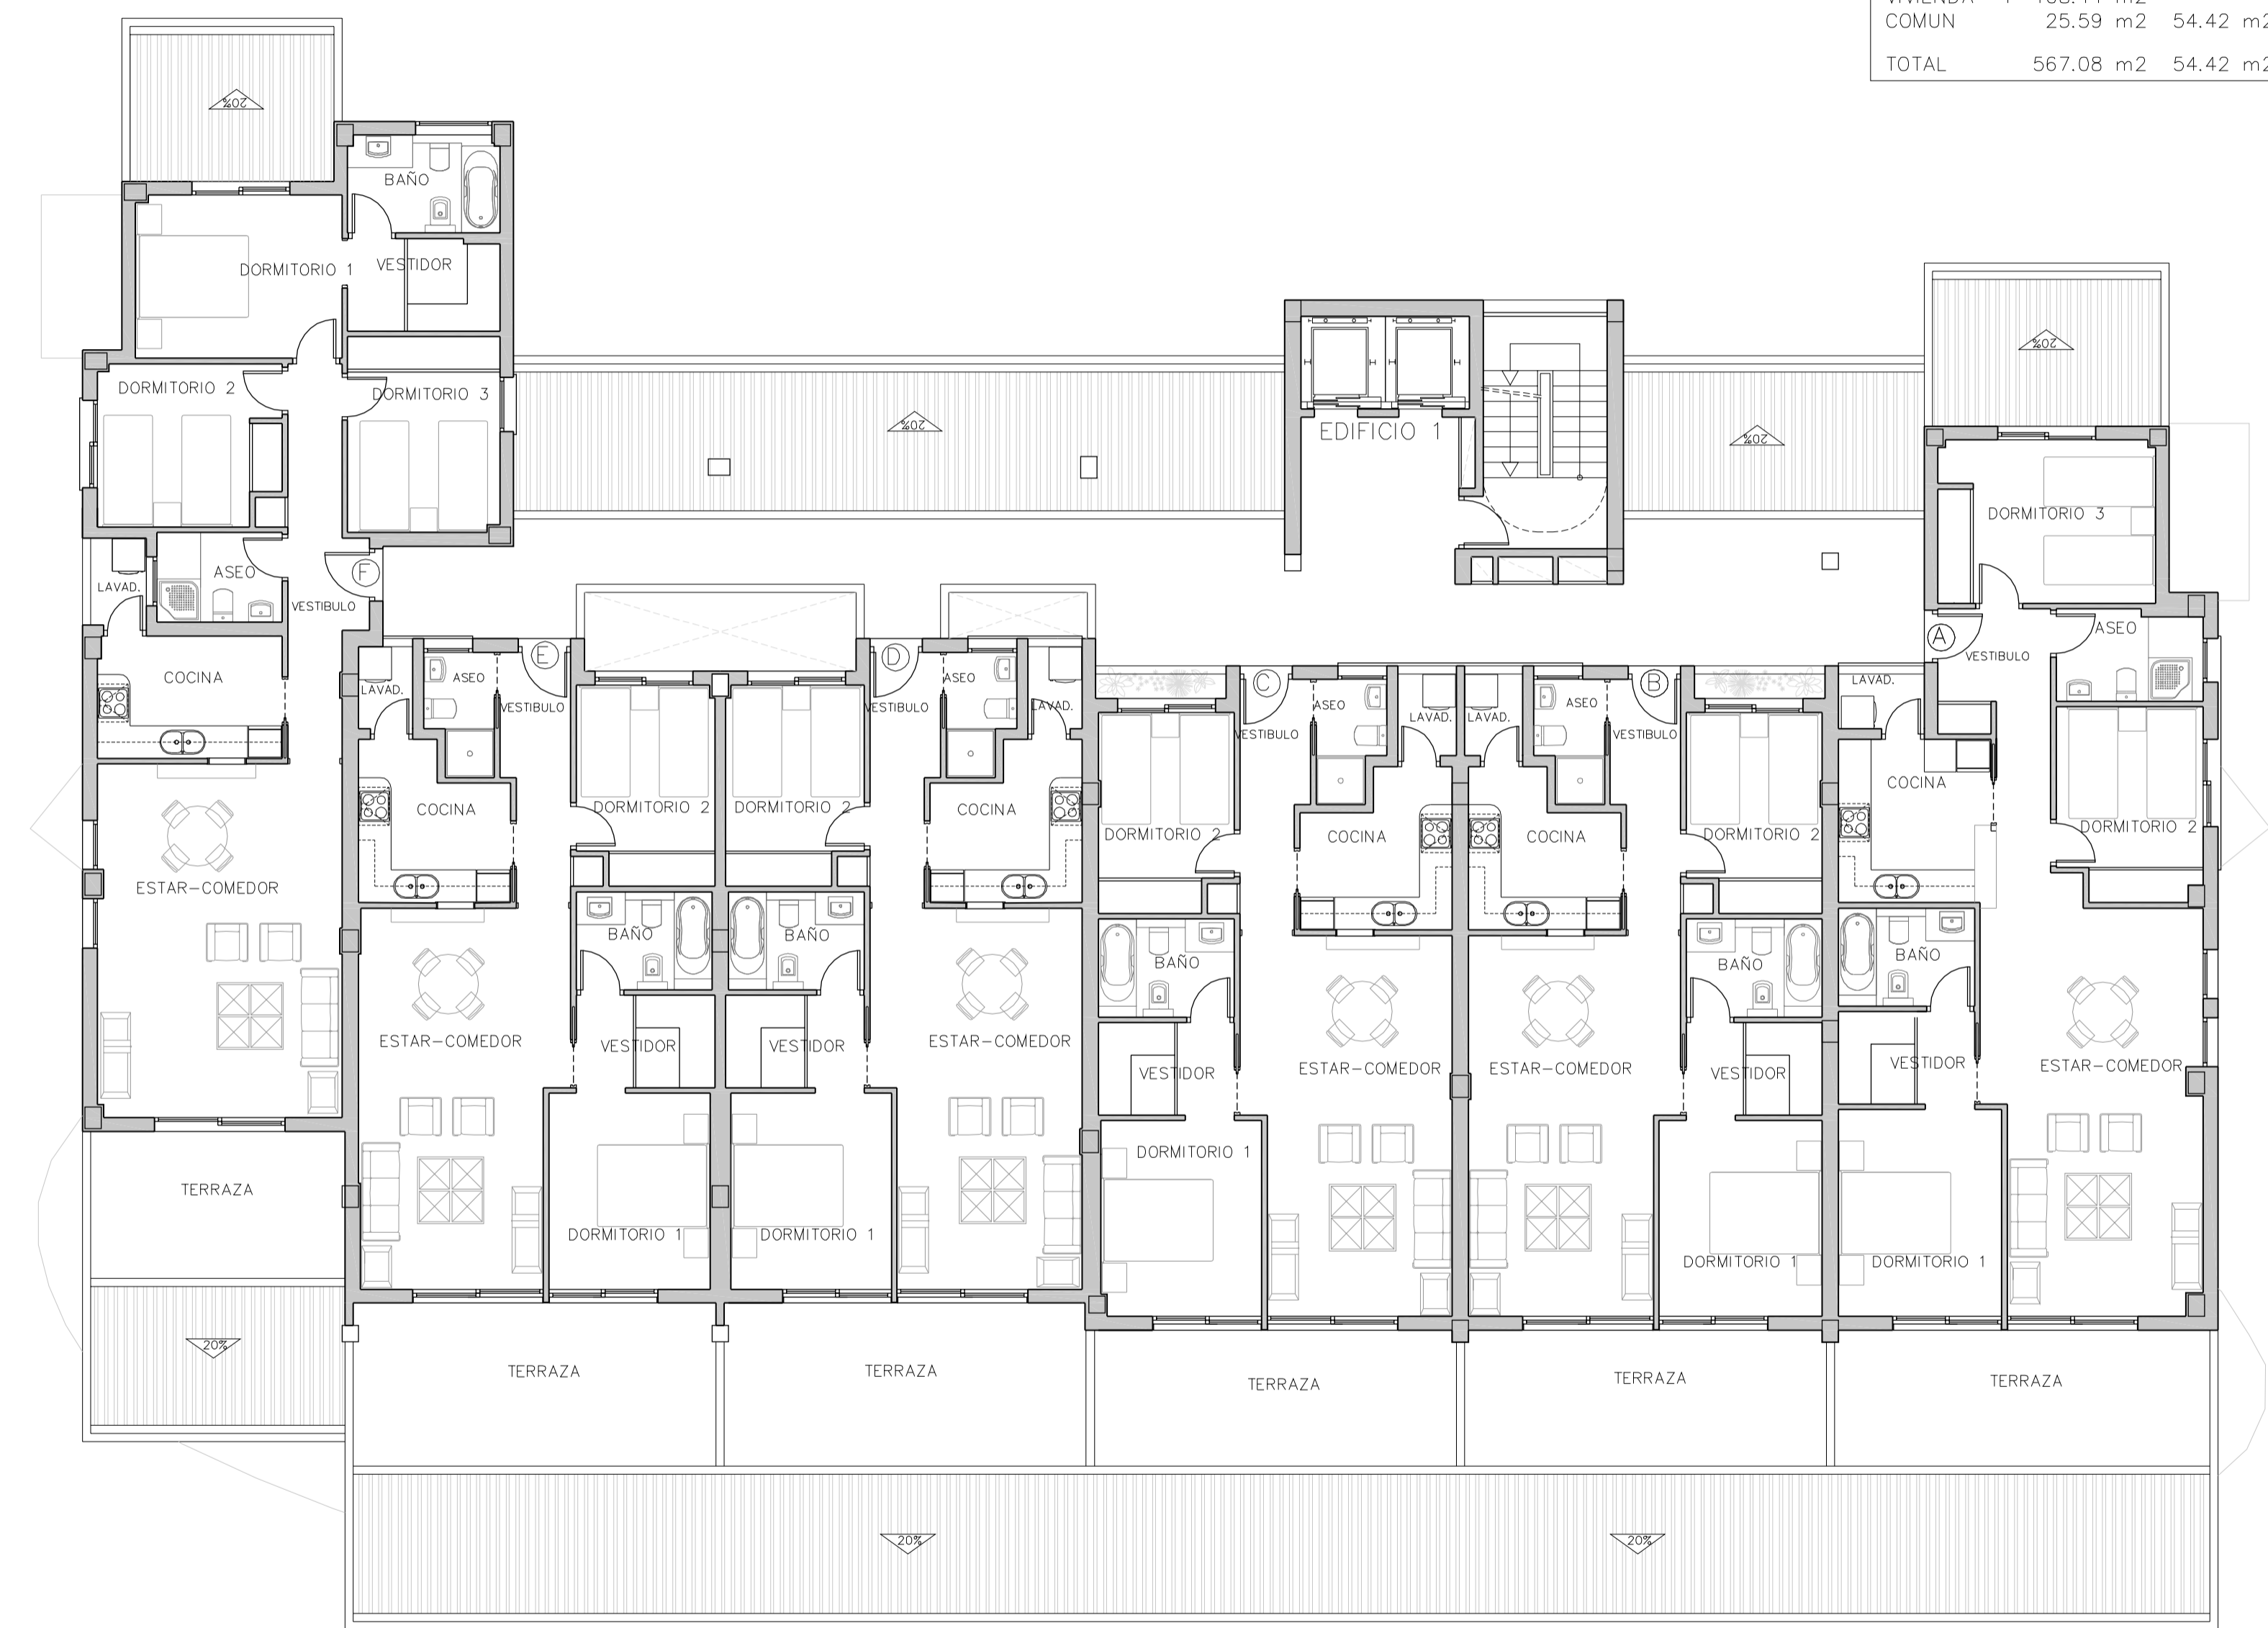 COMUN 25.59 m2 54.42 m2
TOTAL 567.08 m2 54.42 m2
20%
BAÑO
DORMITORIO 1
VESTIDOR
20%
DORMITORIO 2
DORMITORIO 3
20%
EDIFICIO 1
20%
DORMITORIO 3
LAVAD.
ASEO
F
VESTIBULO
A
ASEO
VESTIBULO
COCINA
LAVAD.
ASEO
E
VESTIBULO
D
VESTIBULO
ASEO
LAVAD.
C
VESTIBULO
ASEO
LAVAD.
LAVAD.
ASEO
B
VESTIBULO
LAVAD.
COCINA
DORMITORIO 2
DORMITORIO 2
COCINA
DORMITORIO 2
COCINA
COCINA
DORMITORIO 2
COCINA
DORMITORIO 2
ESTAR-COMEDOR
BAÑO
BAÑO
BAÑO
BAÑO
BAÑO
ESTAR-COMEDOR
VESTIDOR
VESTIDOR
ESTAR-COMEDOR
VESTIDOR
ESTAR-COMEDOR
ESTAR-COMEDOR
VESTIDOR
VESTIDOR
ESTAR-COMEDOR
TERRAZA
DORMITORIO 1
DORMITORIO 1
DORMITORIO 1
DORMITORIO 1
DORMITORIO 1
20%
TERRAZA
TERRAZA
TERRAZA
TERRAZA
TERRAZA
20%
20%